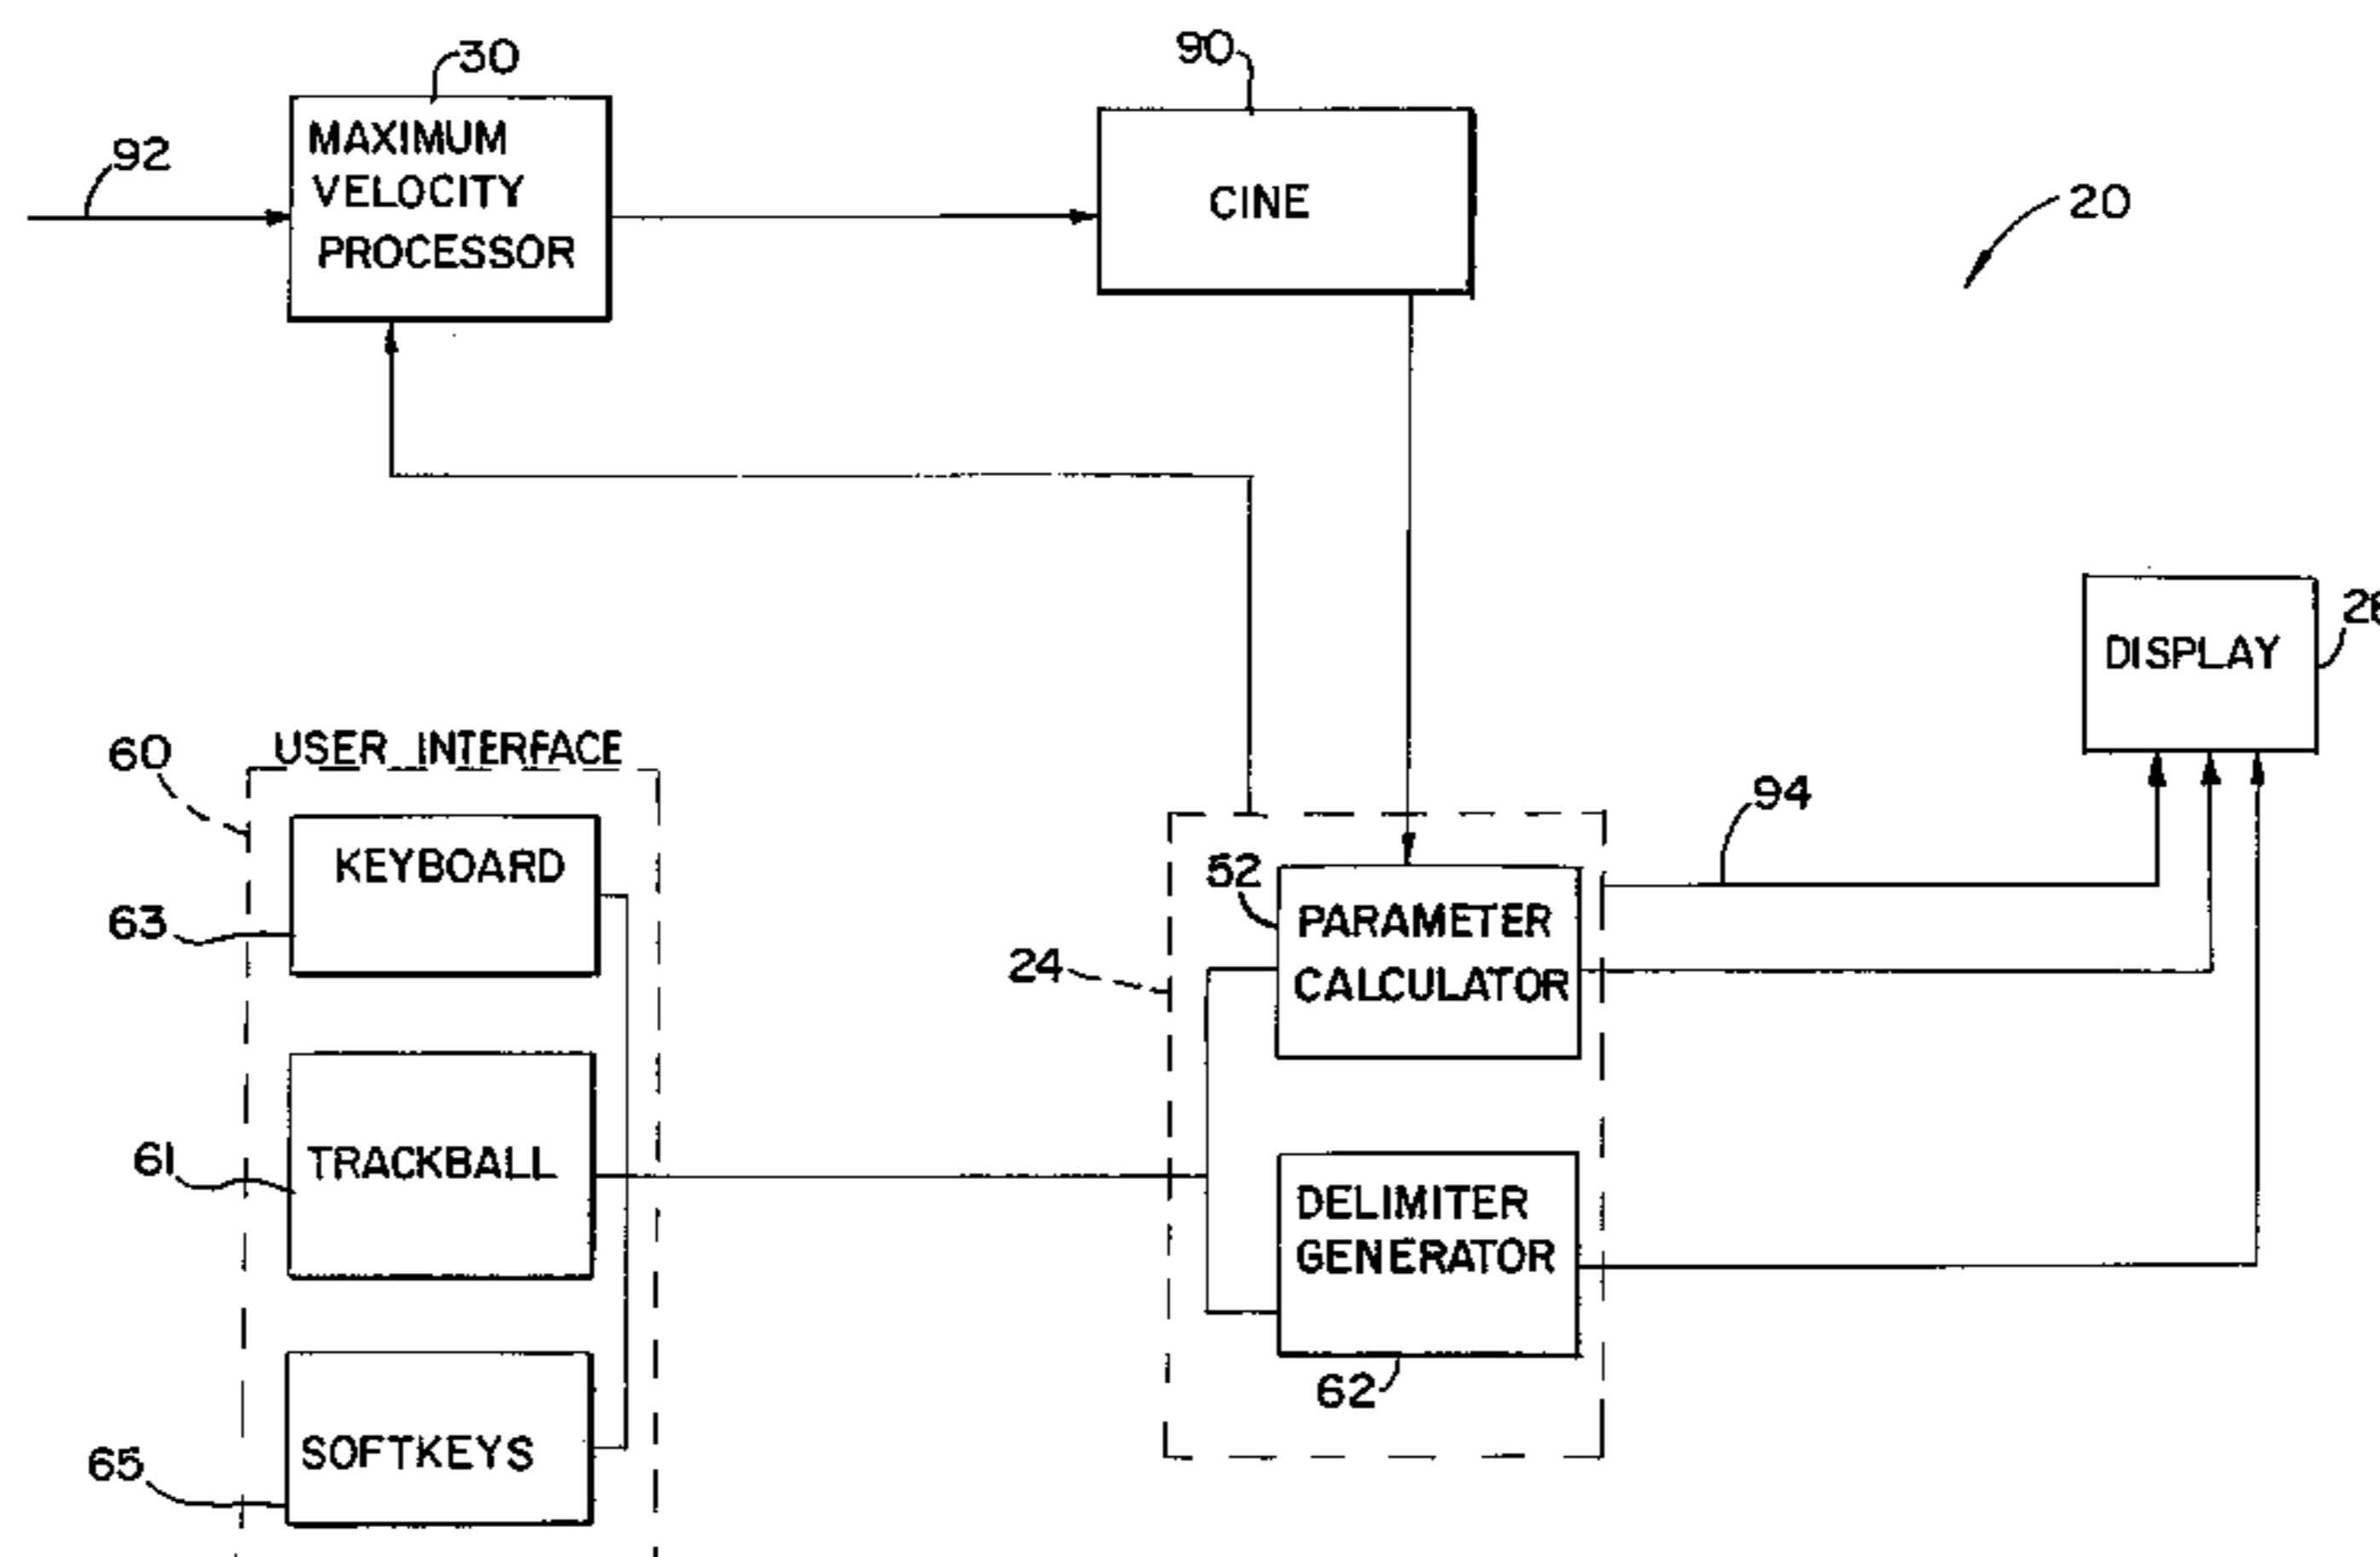 30
90
92
MAXIMUM
VELOCITY
PROCESSOR
CINE
20
DISPLAY
60
USER INTERFACE
94
KEYBOARD
52
63
PARAMETER
CALCULATOR
24
61
TRACKBALL
DELIMITER
GENERATOR
62
65
SOFTKEYS